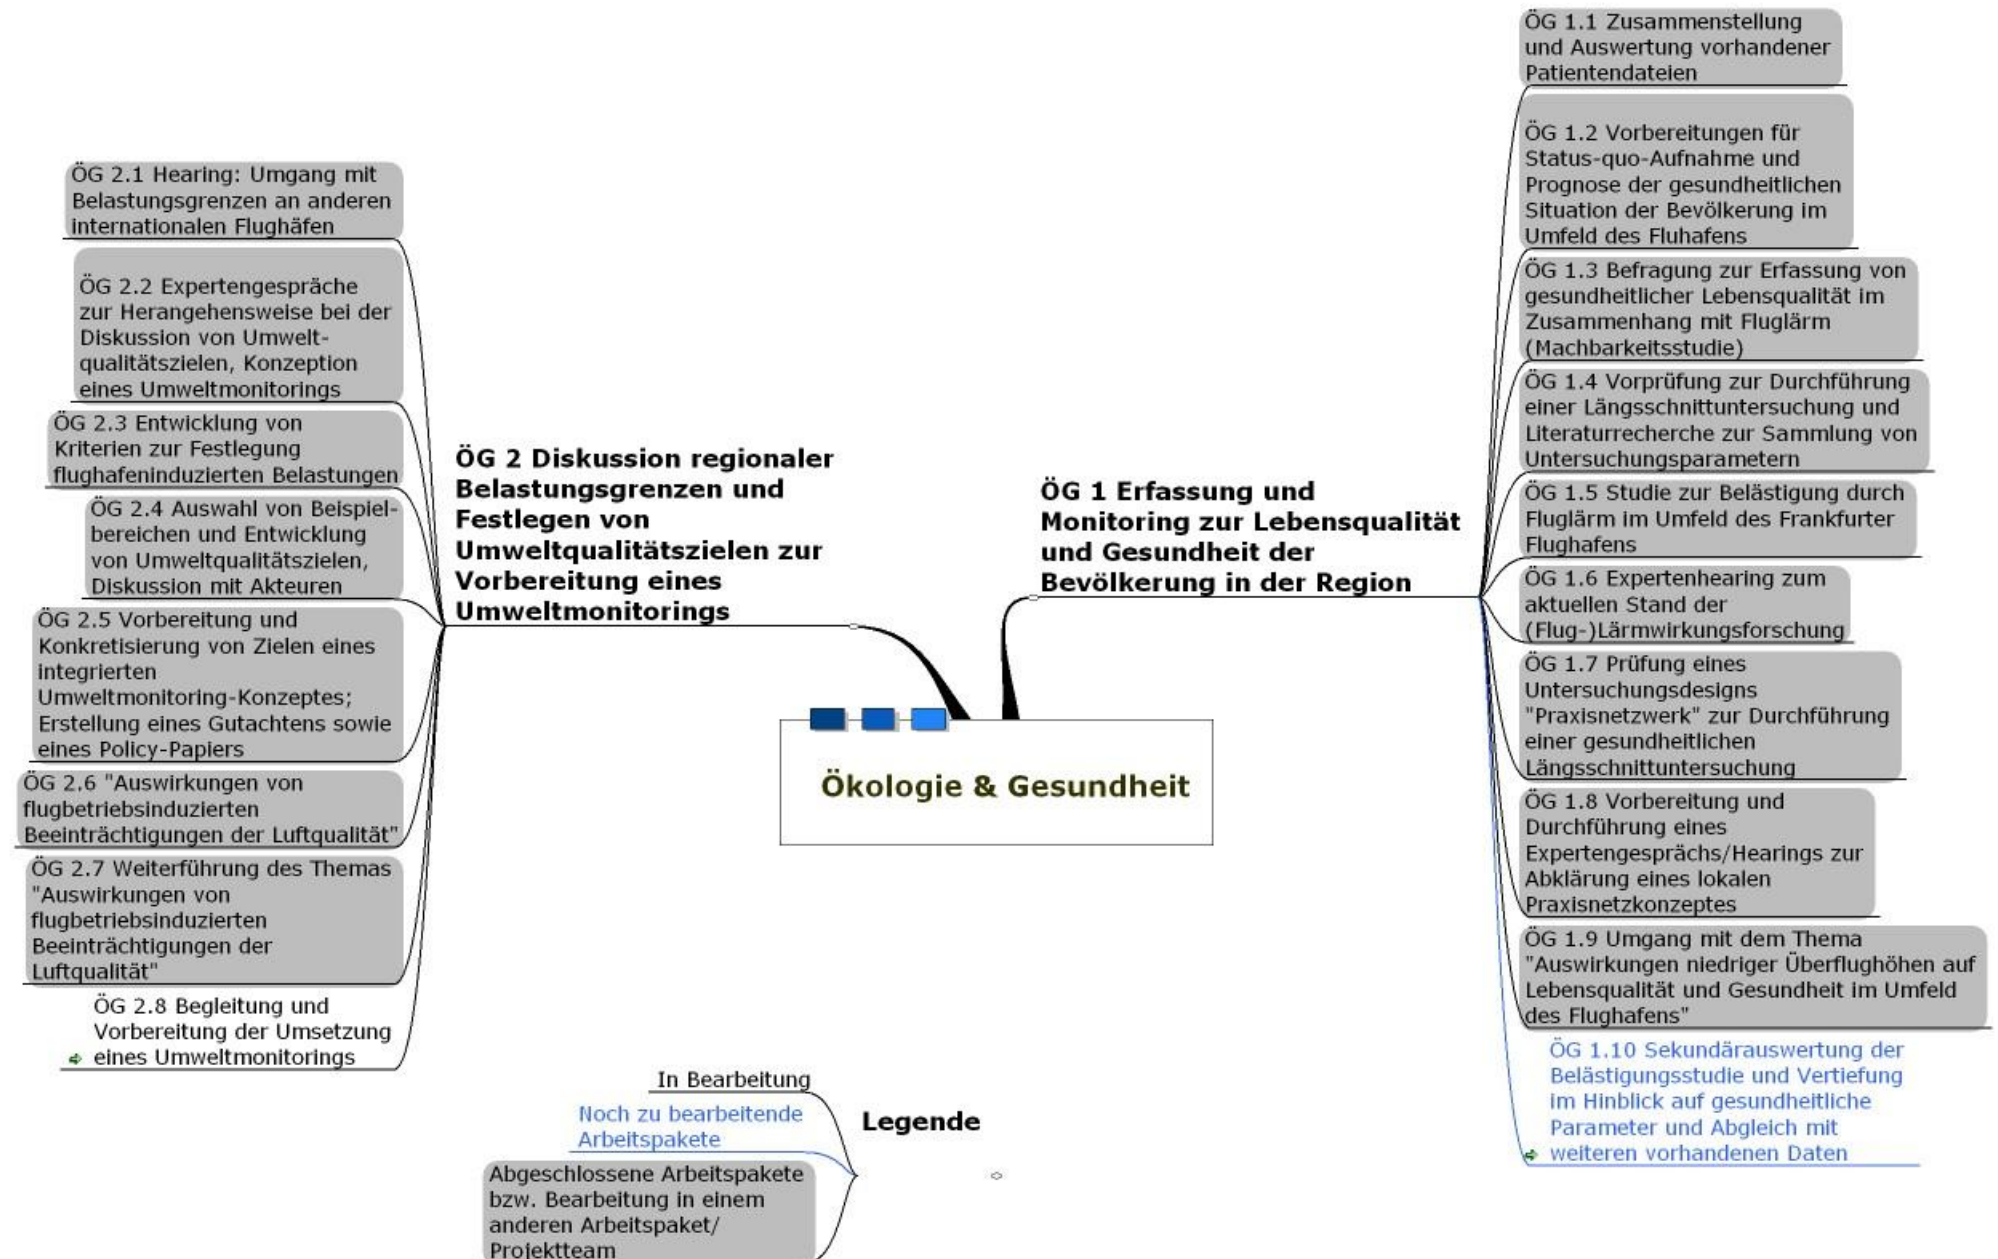 ÖG 2.1 Hearing: Umgang mit
Belastungsgrenzen an anderen
internationalen Flughäfen
ÖG 2.2 Expertengespräche
zur Herangehensweise bei der
Diskussion von Umwelt-
qualitätszielen, Konzeption
eines Umweltmonitorings
ÖG 2.3 Entwicklung von
Kriterien zur Festlegung
flughafeninduzierten Belastungen
ÖG 2.4 Auswahl von Beispiel-
bereichen und Entwicklung
von Umweltqualitätszielen,
Diskussion mit Akteuren
ÖG 2.5 Vorbereitung und
Konkretisierung von Zielen eines
integrierten
Umweltmonitoring-Konzeptes;
Erstellung eines Gutachtens sowie
eines Policy-Papiers
ÖG 2.6 "Auswirkungen von
flugbetriebsinduzierten
Beeinträchtigungen der Luftqualität"
ÖG 2.7 Weiterführung des Themas
"Auswirkungen von
flugbetriebsinduzierten
Beeinträchtigungen der
Luftqualität"
ÖG 2.8 Begleitung und
Vorbereitung der Umsetzung
eines Umweltmonitorings
ÖG 2 Diskussion regionaler
Belastungsgrenzen und
Festlegen von
Umweltqualitätszielen zur
Vorbereitung eines
Umweltmonitorings
ÖG 1 Erfassung und
Monitoring zur Lebensqualität
und Gesundheit der
Bevölkerung in der Region
Ökologie & Gesundheit
ÖG 1.1 Zusammenstellung
und Auswertung vorhandener
Patientendateien
ÖG 1.2 Vorbereitungen für
Status-quo-Aufnahme und
Prognose der gesundheitlichen
Situation der Bevölkerung im
Umfeld des Fluhafens
ÖG 1.3 Befragung zur Erfassung von
gesundheitlicher Lebensqualität im
Zusammenhang mit Fluglärm
(Machbarkeitsstudie)
ÖG 1.4 Vorprüfung zur Durchführung
einer Längsschnittuntersuchung und
Literaturrecherche zur Sammlung von
Untersuchungsparametern
ÖG 1.5 Studie zur Belästigung durch
Fluglärm im Umfeld des Frankfurter
Flughafens
ÖG 1.6 Expertenhearing zum
aktuellen Stand der
(Flug-)Lärmwirkungsforschung
ÖG 1.7 Prüfung eines
Untersuchungsdesigns
"Praxisnetzwerk" zur Durchführung
einer gesundheitlichen
Längsschnittuntersuchung
ÖG 1.8 Vorbereitung und
Durchführung eines
Expertengesprächs/Hearings zur
Abklärung eines lokalen
Praxisnetzkonzeptes
ÖG 1.9 Umgang mit dem Thema
"Auswirkungen niedriger Überflughöhen auf
Lebensqualität und Gesundheit im Umfeld
des Flughafens"
ÖG 1.10 Sekundärauswertung der
Belästigungsstudie und Vertiefung
im Hinblick auf gesundheitliche
Parameter und Abgleich mit
weiteren vorhandenen Daten
Legende
In Bearbeitung
Noch zu bearbeitende
Arbeitspakete
Abgeschlossene Arbeitspakete
bzw. Bearbeitung in einem
anderen Arbeitspaket/
Projektteam